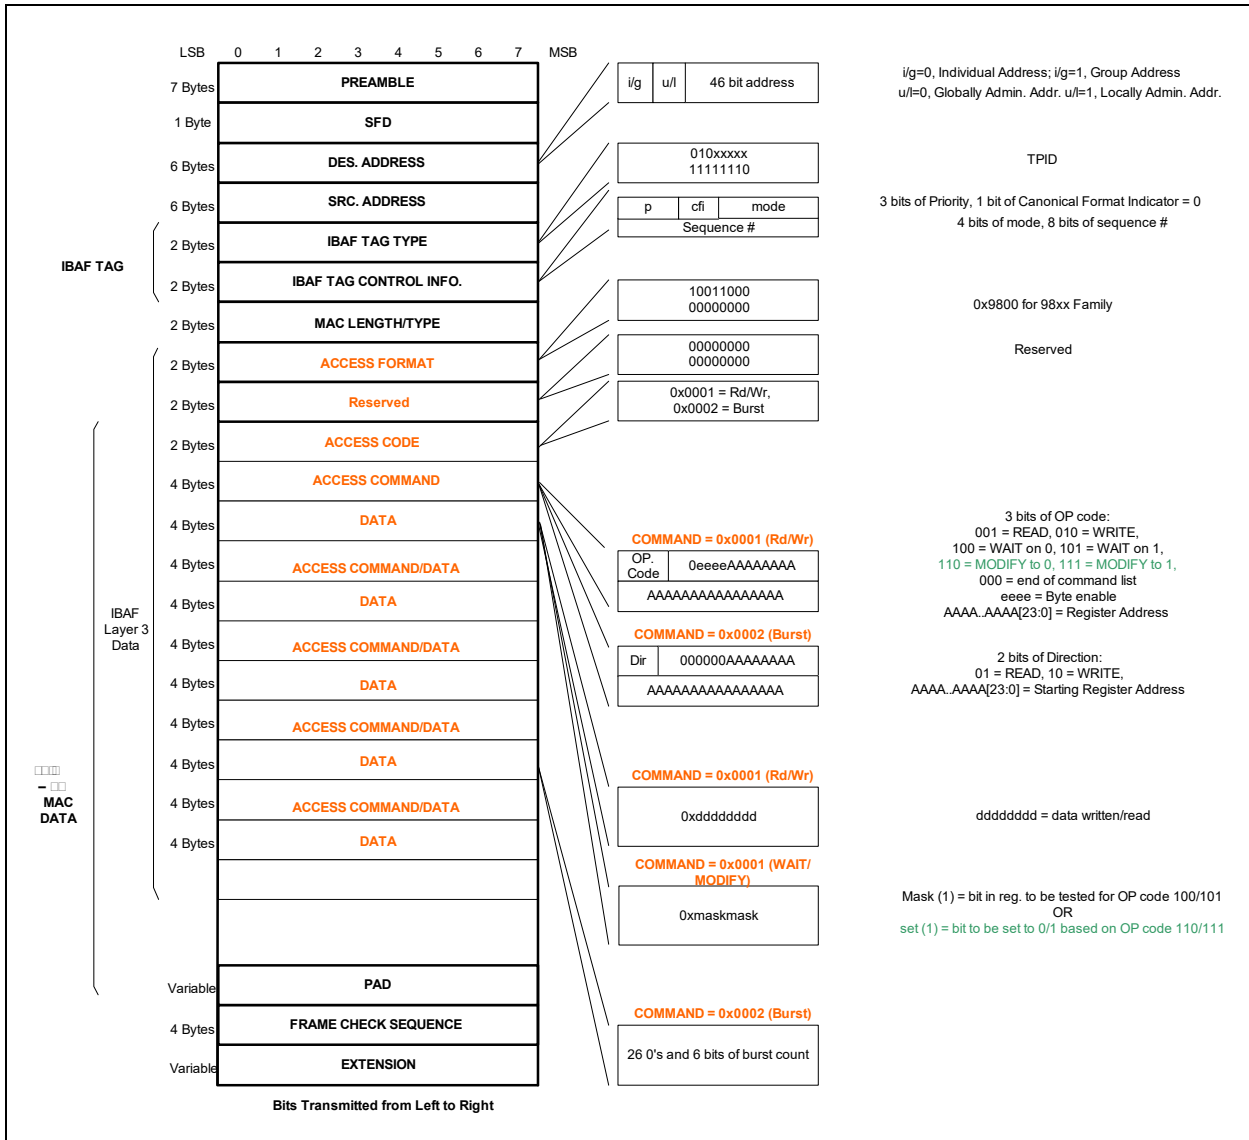 LSB 0 1 2 3 4 5 6 7 MSB
7 Bytes PREAMBLE
1 Byte SFD
6 Bytes DES. ADDRESS
6 Bytes SRC. ADDRESS
IBAF TAG
2 Bytes IBAF TAG TYPE
2 Bytes IBAF TAG CONTROL INFO.
2 Bytes MAC LENGTH/TYPE
2 Bytes ACCESS FORMAT
2 Bytes Reserved
2 Bytes ACCESS CODE
4 Bytes ACCESS COMMAND
4 Bytes DATA
4 Bytes ACCESS COMMAND/DATA
4 Bytes DATA
4 Bytes ACCESS COMMAND/DATA
4 Bytes DATA
4 Bytes ACCESS COMMAND/DATA
4 Bytes DATA
4 Bytes ACCESS COMMAND/DATA
4 Bytes DATA
IBAF
Layer 3
Data
–
MAC
DATA
Variable PAD
4 Bytes FRAME CHECK SEQUENCE
Variable EXTENSION
Bits Transmitted from Left to Right
i/g u/l 46 bit address
i/g=0, Individual Address; i/g=1, Group Address
u/l=0, Globally Admin. Addr. u/l=1, Locally Admin. Addr.
010xxxxx
11111110
TPID
p cfi mode
Sequence #
3 bits of Priority, 1 bit of Canonical Format Indicator = 0
4 bits of mode, 8 bits of sequence #
10011000
00000000
0x9800 for 98xx Family
00000000
00000000
Reserved
0x0001 = Rd/Wr,
0x0002 = Burst
COMMAND = 0x0001 (Rd/Wr)
OP.
Code
0eeeeAAAAAAAA
AAAAAAAAAAAAAAAA
3 bits of OP code:
001 = READ, 010 = WRITE,
100 = WAIT on 0, 101 = WAIT on 1,
110 = MODIFY to 0, 111 = MODIFY to 1,
000 = end of command list
eeee = Byte enable
AAAA..AAAA[23:0] = Register Address
COMMAND = 0x0002 (Burst)
Dir 000000AAAAAAAA
AAAAAAAAAAAAAAAA
2 bits of Direction:
01 = READ, 10 = WRITE,
AAAA..AAAA[23:0] = Starting Register Address
COMMAND = 0x0001 (Rd/Wr)
0xdddddddd
dddddddd = data written/read
COMMAND = 0x0001 (WAIT/
MODIFY)
0xmaskmask
Mask (1) = bit in reg. to be tested for OP code 100/101
OR
set (1) = bit to be set to 0/1 based on OP code 110/111
COMMAND = 0x0002 (Burst)
26 0's and 6 bits of burst count